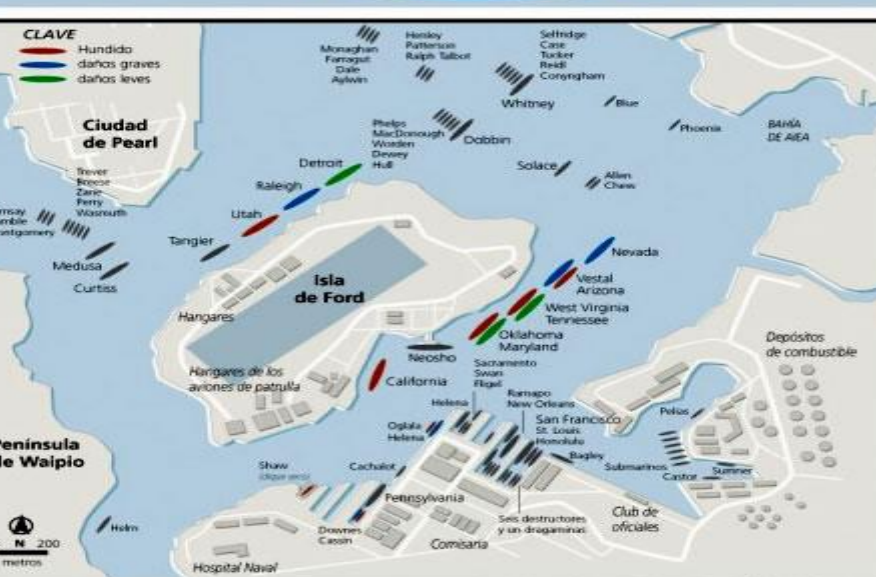 CLAVE
Hundido
daños graves
daños leves
Monaghan
Farragut
Dale
Aylwin
Henley
Patterson
Ralph Talbot
Selfridge
Case
Tucker
Reidl
Conyngham
Whitney
Blue
Phoenix
BAHÍA
DE AIEA
Ciudad
de Pearl
Phelps
MacDonough
Worden
Dewey
Hull
Dobbin
Solace
Allen
Chew
Detroit
Raleigh
Utah
Tangier
Trever
Breese
Zane
Perry
Wasmuth
ntgomery
Medusa
Curtiss
Isla
de Ford
Hangares
Hangares de los
aviones de patrulla
Nevada
Vestal
Arizona
West Virginia
Tennessee
Oklahoma
Maryland
Neosho
California
Sacramento
Swan
Ramapo
New Orleans
San Francisco
St. Louis
Honolulu
Helena
Oglala
Helena
Bagley
Depósitos
de combustible
Pelias
Submarinos
Castor
Sumner
Península
de Waipio
Shaw
Cachalot
Pennsylvania
Downes
Cassin
Seis destructores
y un dragaminas
Club de
oficiales
Comisaria
Helm
N 200
metros
Hospital Naval